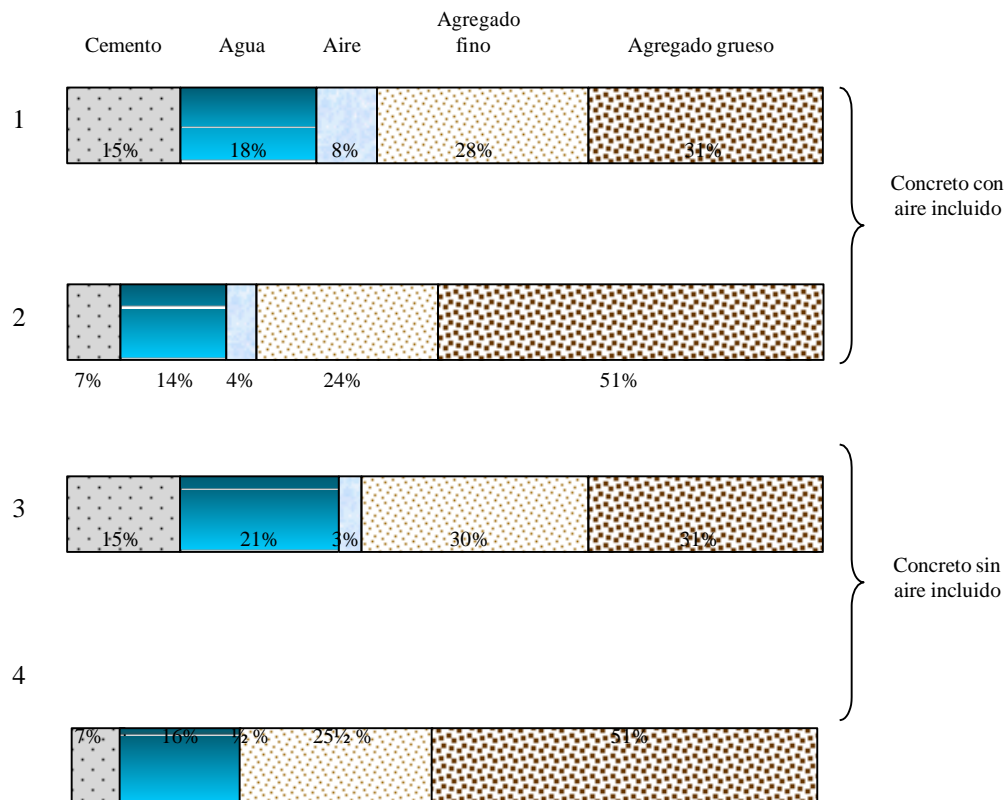 Cemento Agua Aire Agregado fino Agregado grueso
1
15% 18% 8% 28% 31%
Concreto con
aire incluido
2
7% 14% 4% 24% 51%
3
15% 21% 3% 30% 31%
Concreto sin
aire incluido
4
7% 16% ½ % 25½ % 51%